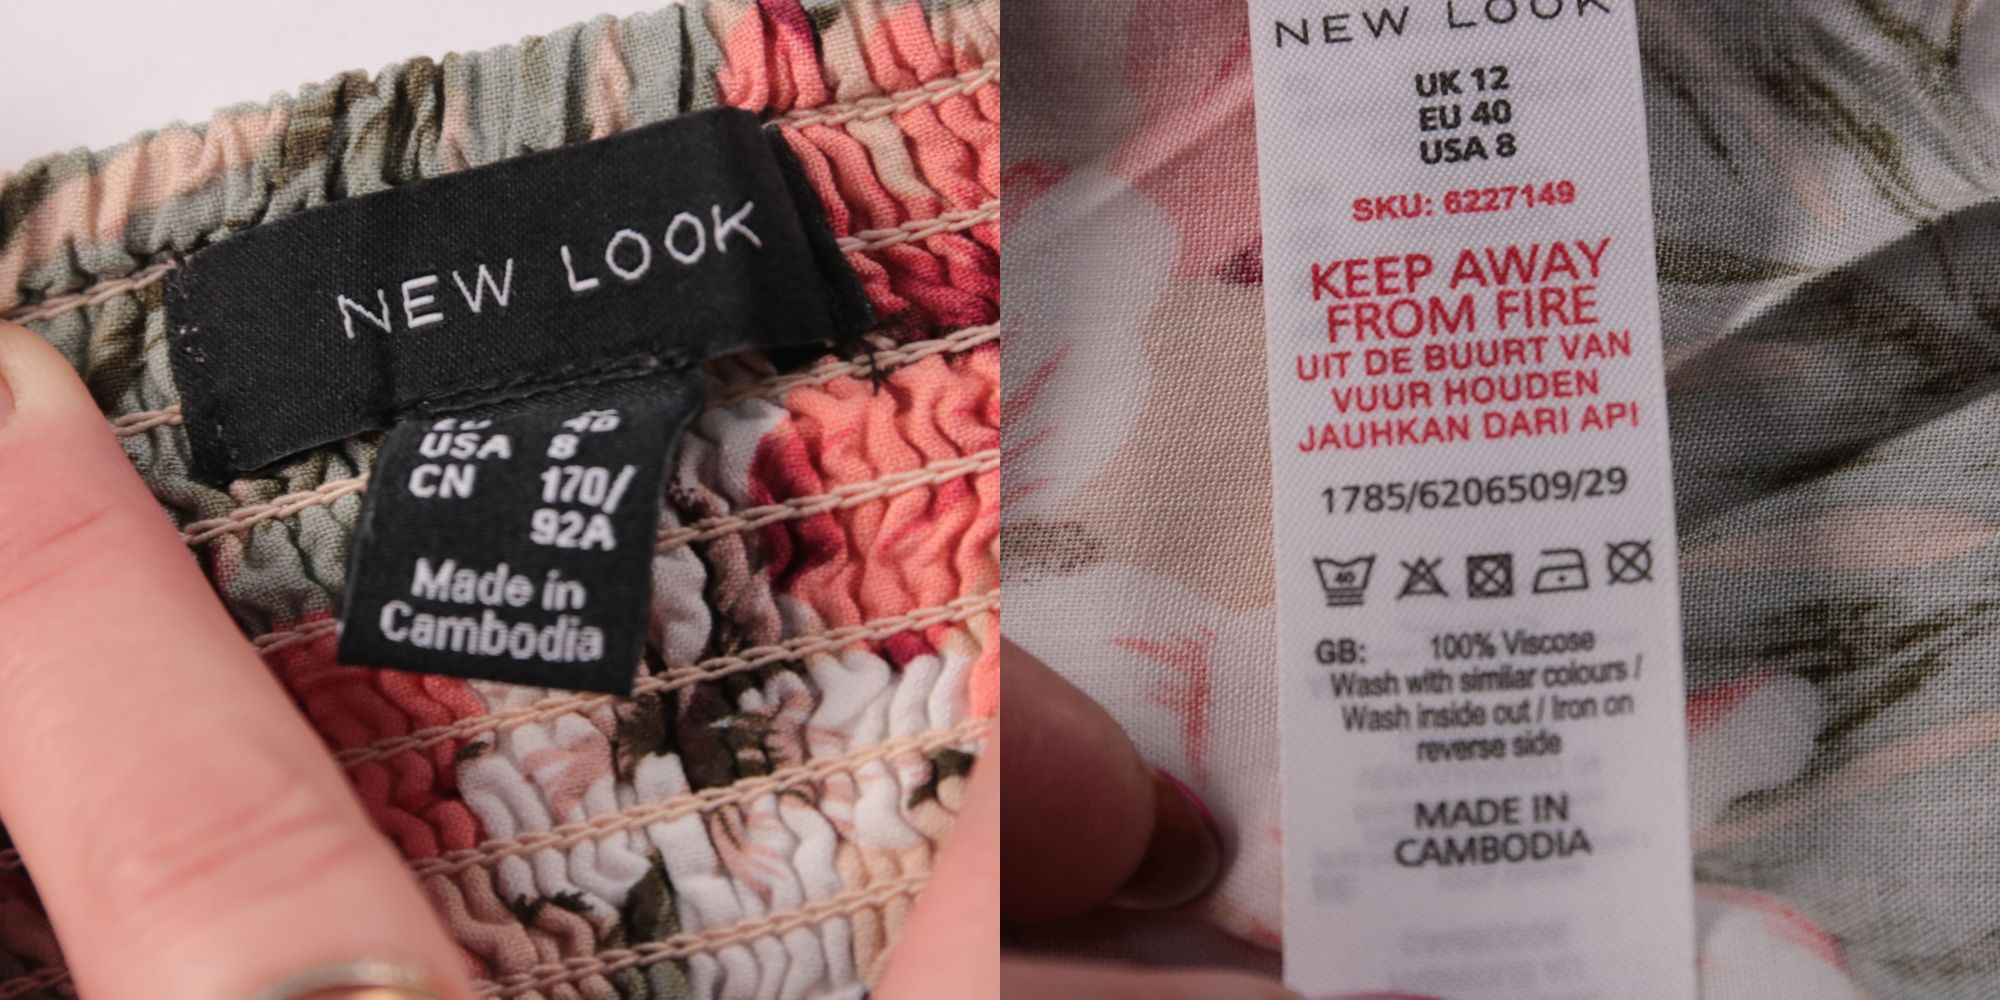 NEW LOOK
USA 8
CN 170/
92A
Made in
Cambodia
NEW LOOK
UK 12
EU 40
USA 8
SKU: 6227149
KEEP AWAY
FROM FIRE
UIT DE BUURT VAN
VUUR HOUDEN
JAUHKAN DARI API
1785/6206509/29
40
GB: 100% Viscose
Wash with similar colours /
Wash inside out / Iron on
reverse side
MADE IN
CAMBODIA